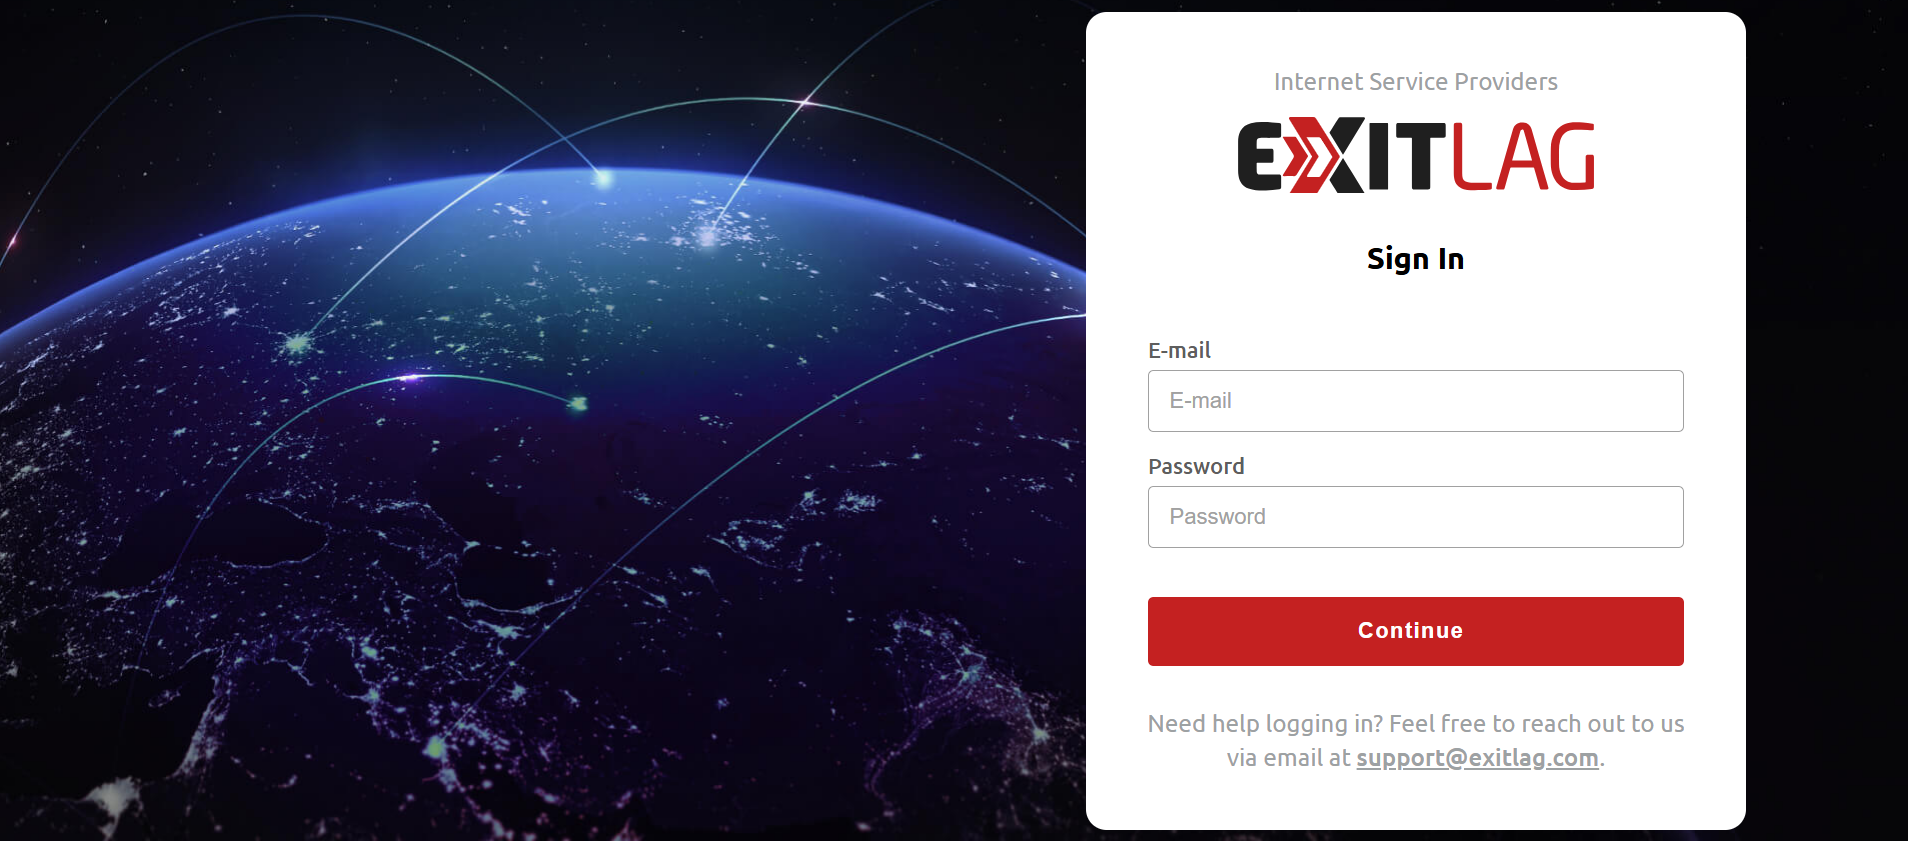 Internet Service Providers
EXITLAG
Sign In
E-mail
E-mail
Password
Password
Continue
Need help logging in? Feel free to reach out to us
via email at support@exitlag.com.